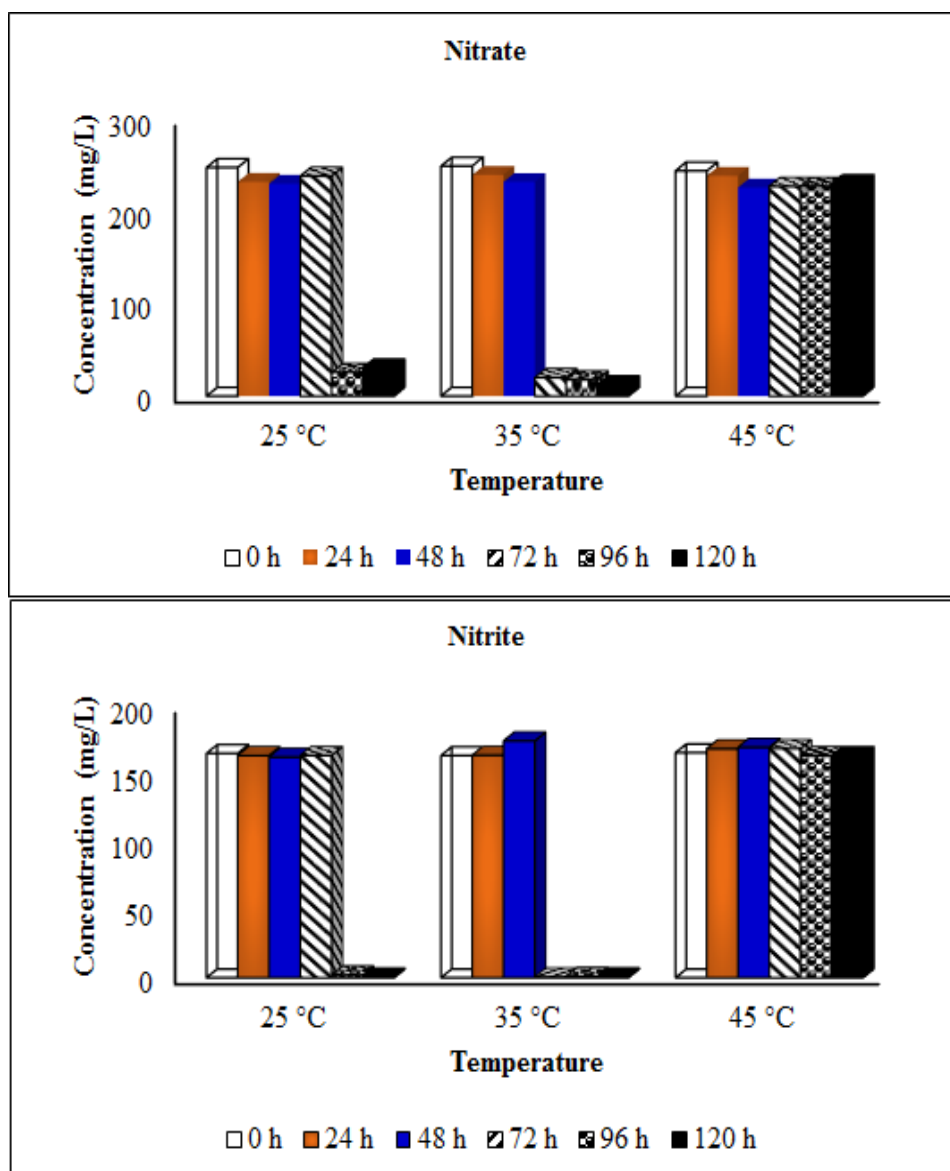 Nitrate
Concentration (mg/L)
300
200
100
0
25 °C 35 °C 45 °C
Temperature
0 h 24 h 48 h 72 h 96 h 120 h
Nitrite
Concentration (mg/L)
200
150
100
50
0
25 °C 35 °C 45 °C
Temperature
0 h 24 h 48 h 72 h 96 h 120 h